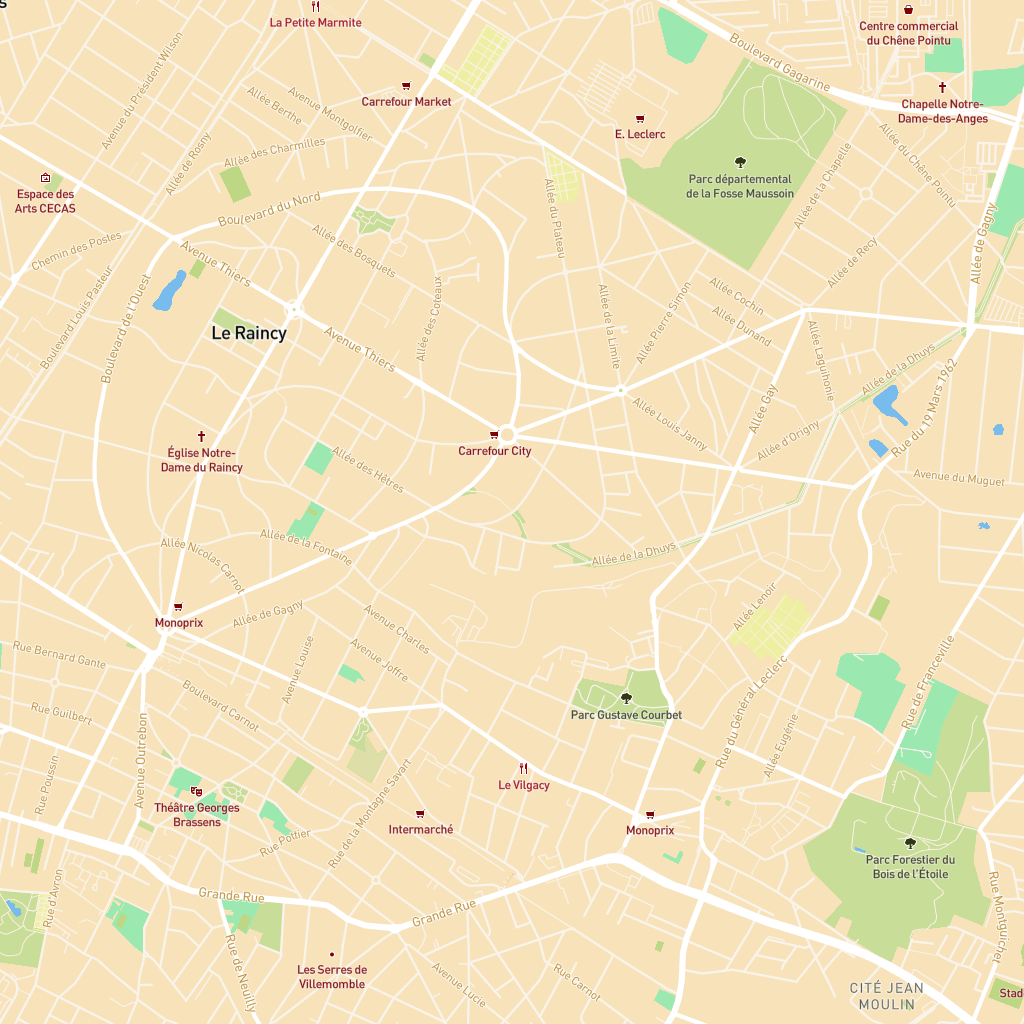 s
La Petite Marmite
Centre commercial
du Chêne Pointu
Boulevard Gagarine
Avenue du Président Wilson
Allée Berthe
Avenue Montgolfier
Carrefour Market
E. Leclerc
Chapelle Notre-
Dame-des-Anges
Allée du Chêne Pointu
Allée de Rosny
Allée des Charmilles
Espace des
Arts CECAS
Parc départemental
de la Fosse Maussoin
Allée de la Chapelle
Allée du Plateau
Boulevard du Nord
Chemin des Postes
Avenue Thiers
Allée des Bosquets
Allée de Gagny
Allée de Recy
Boulevard Louis Pasteur
Boulevard de l'Ouest
Allée des Coteaux
Allée de la Limite
Allée Pierre Simon
Allée Cochin
Allée Dunand
Le Raincy
Avenue Thiers
Allée Laguihonie
Allée de la Dhuys
Rue du 19 Mars 1962
Allée Gay
Allée Louis Janny
Allée d'Origny
Église Notre-
Dame du Raincy
Carrefour City
Allée des Hêtres
Avenue du Muguet
Allée Nicolas Carnot
Allée de la Fontaine
Allée de la Dhuys
Monoprix
Allée de Gagny
Avenue Charles
Allée Lenoir
Rue Bernard Gante
Avenue Louise
Avenue Joffre
Rue du Général Leclerc
Rue de Franceville
Boulevard Carnot
Rue Guilbert
Parc Gustave Courbet
Allée Eugénie
Avenue Outrebon
Rue Poussin
Le Vilgacy
Théâtre Georges
Brassens
Rue de la Montagne Savart
Rue Pottier
Intermarché
Monoprix
Parc Forestier du
Bois de l'Étoile
Rue d'Avron
Grande Rue
Grande Rue
Rue Montguichet
Rue de Neuilly
Les Serres de
Villemomble
Avenue Lucie
Rue Carnot
CITÉ JEAN
MOULIN
Stad